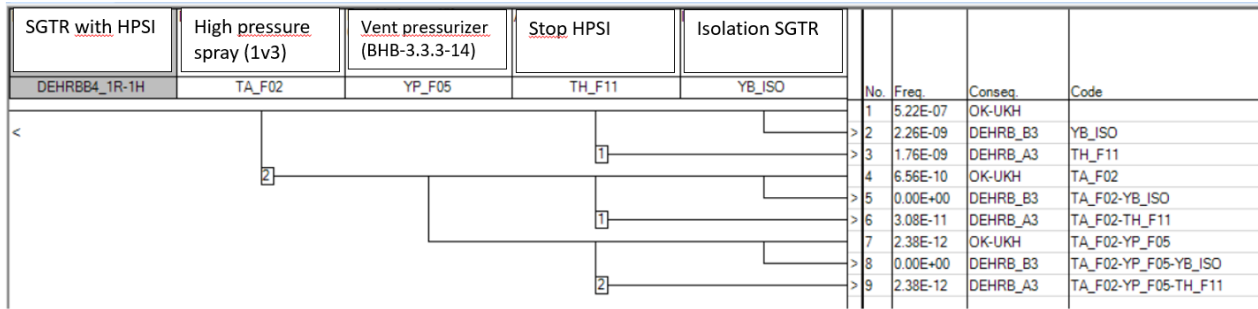 SGTR with HPSI
High pressure
spray (1v3)
Vent pressurizer
(BHB-3.3.3-14)
Stop HPSI
Isolation SGTR
DEHRBB4_1R-1H TA_F02 YP_F05 TH_F11 YB_ISO
No. Freq. Conseq. Code
1 5.22E-07 OK-UKH
< > 2 2.26E-09 DEHRB_B3 YB_ISO
1 > 3 1.76E-09 DEHRB_A3 TH_F11
2 4 6.56E-10 OK-UKH TA_F02
> 5 0.00E+00 DEHRB_B3 TA_F02-YB_ISO
1 > 6 3.08E-11 DEHRB_A3 TA_F02-TH_F11
7 2.38E-12 OK-UKH TA_F02-YP_F05
> 8 0.00E+00 DEHRB_B3 TA_F02-YP_F05-YB_ISO
2 > 9 2.38E-12 DEHRB_A3 TA_F02-YP_F05-TH_F11